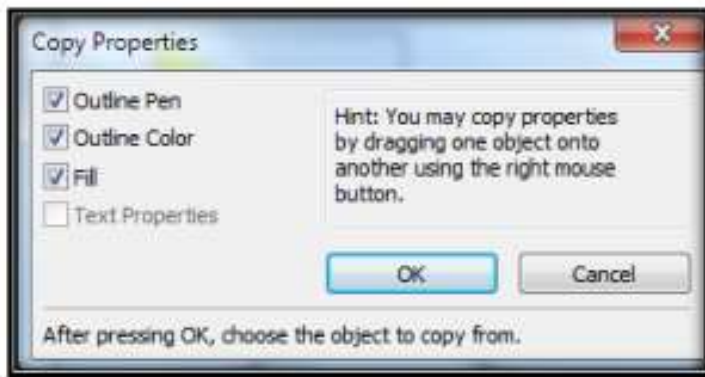 Copy Properties
Outline Pen
Outline Color
Fill
Text Properties
Hint: You may copy properties
by dragging one object onto
another using the right mouse
button.
OK
Cancel
After pressing OK, choose the object to copy from.